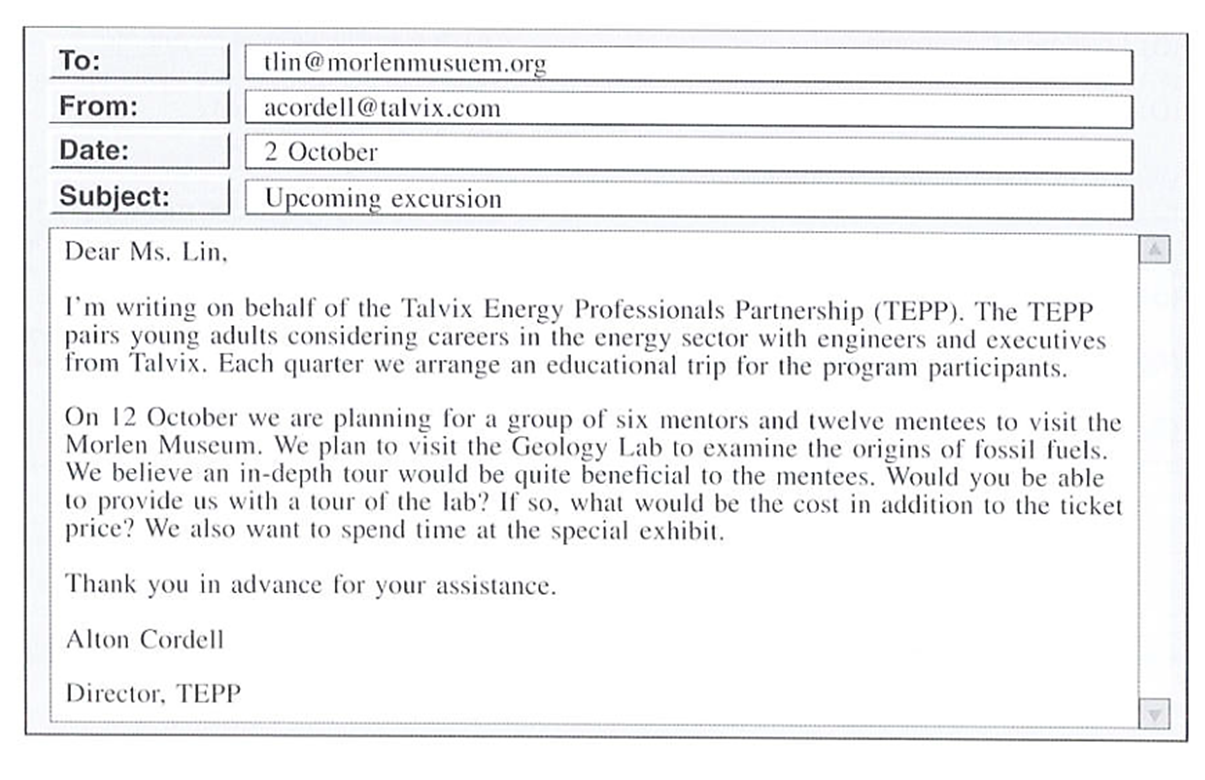 To: tlin@morlenmusuem.org
From: acordell@talvix.com
Date: 2 October
Subject: Upcoming excursion
Dear Ms. Lin,
I'm writing on behalf of the Talvix Energy Professionals Partnership (TEPP). The TEPP
pairs young adults considering careers in the energy sector with engineers and executives
from Talvix. Each quarter we arrange an educational trip for the program participants.
On 12 October we are planning for a group of six mentors and twelve mentees to visit the
Morlen Museum. We plan to visit the Geology Lab to examine the origins of fossil fuels.
We believe an in-depth tour would be quite beneficial to the mentees. Would you be able
to provide us with a tour of the lab? If so, what would be the cost in addition to the ticket
price? We also want to spend time at the special exhibit.
Thank you in advance for your assistance.
Alton Cordell
Director, TEPP